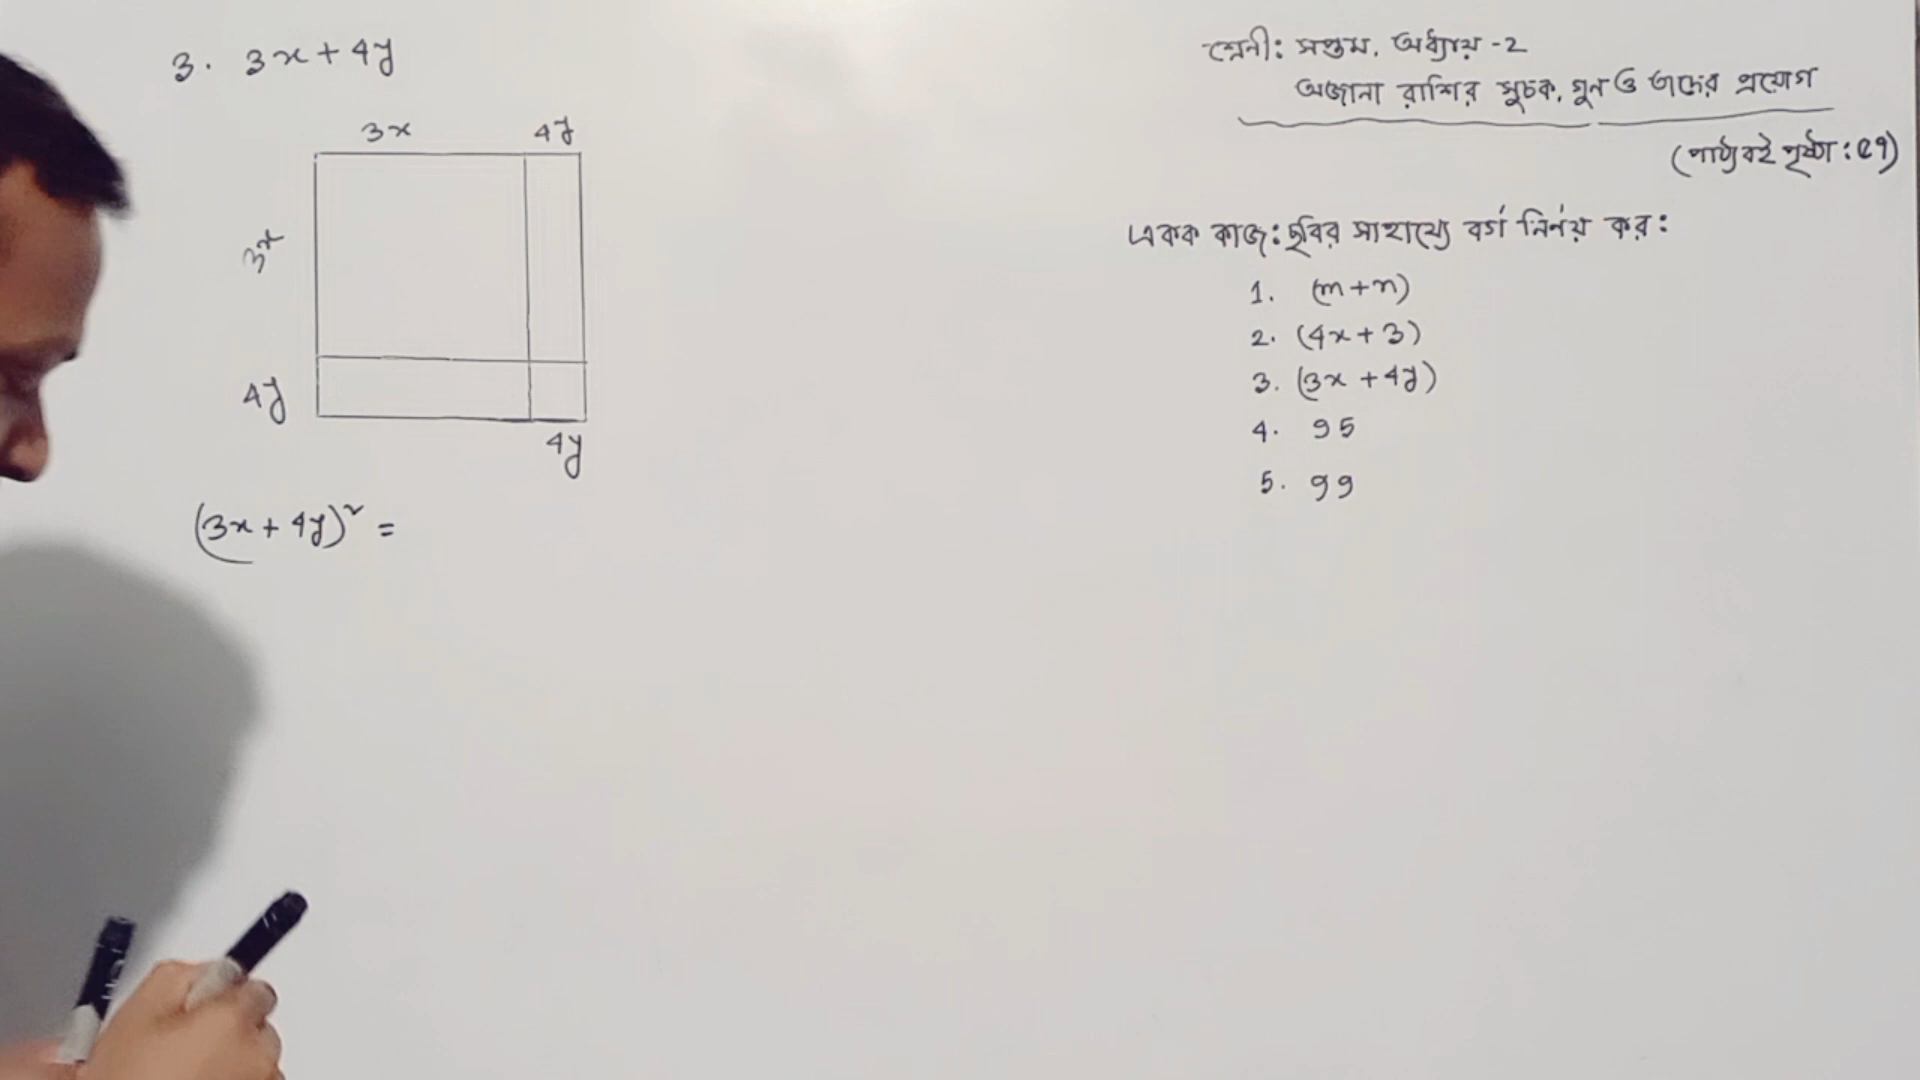 3. 3x + 4y
3x
4y
3x
4y
4y
(3x + 4y)² =
শ্রেনী: সপ্তম, অধ্যায় -2
অজানা রাশির সূচক, গুন ও তাদের প্রয়োগ
(পাঠ্যবই পৃষ্ঠা: ৫৭)
একক কাজ: ছবির সাহায্যে বর্গ নির্নয় কর:
1. (m+n)
2. (4x+3)
3. (3x +4y)
4. 95
5. 99